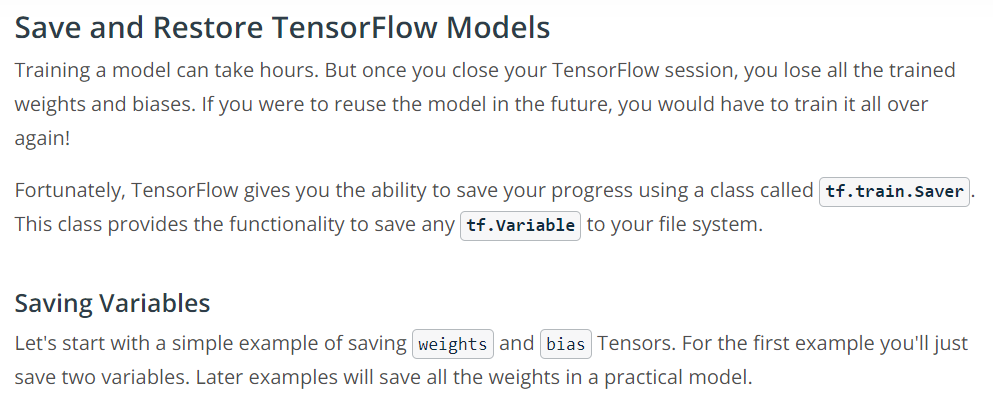 Save and Restore TensorFlow Models
Training a model can take hours. But once you close your TensorFlow session, you lose all the trained
weights and biases. If you were to reuse the model in the future, you would have to train it all over
again!
Fortunately, TensorFlow gives you the ability to save your progress using a class called tf.train.Saver.
This class provides the functionality to save any tf.Variable to your file system.
Saving Variables
Let's start with a simple example of saving weights and bias Tensors. For the first example you'll just
save two variables. Later examples will save all the weights in a practical model.